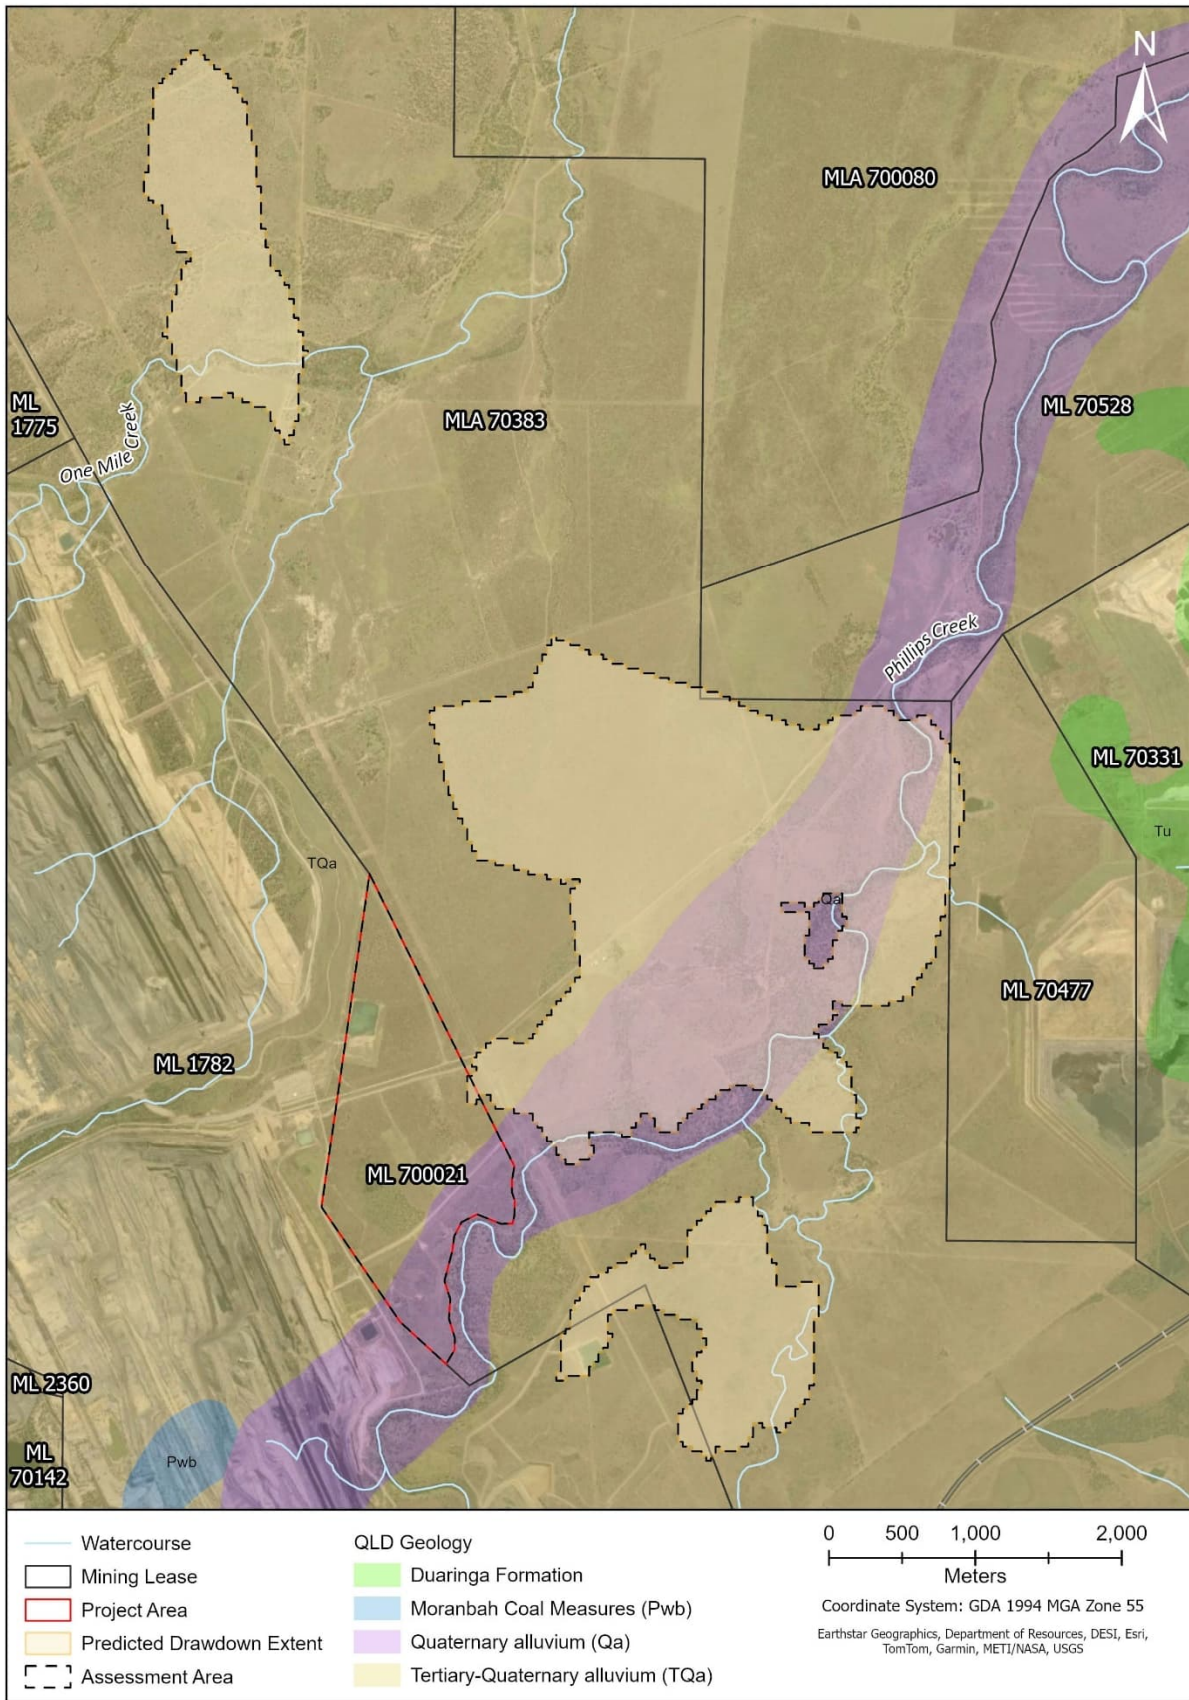 N
MLA 700080
ML
1775
ML 70528
MLA 70383
One Mile Creek
Phillips Creek
ML 70331
Tu
TQa
Qa
ML 70477
ML 1782
ML 700021
ML 2360
ML
70142
Pwb
Watercourse
Mining Lease
Project Area
Predicted Drawdown Extent
Assessment Area
QLD Geology
Duaringa Formation
Moranbah Coal Measures (Pwb)
Quaternary alluvium (Qa)
Tertiary-Quaternary alluvium (TQa)
0 500 1,000 2,000
Meters
Coordinate System: GDA 1994 MGA Zone 55
Earthstar Geographics, Department of Resources, DESI, Esri,
TomTom, Garmin, METI/NASA, USGS